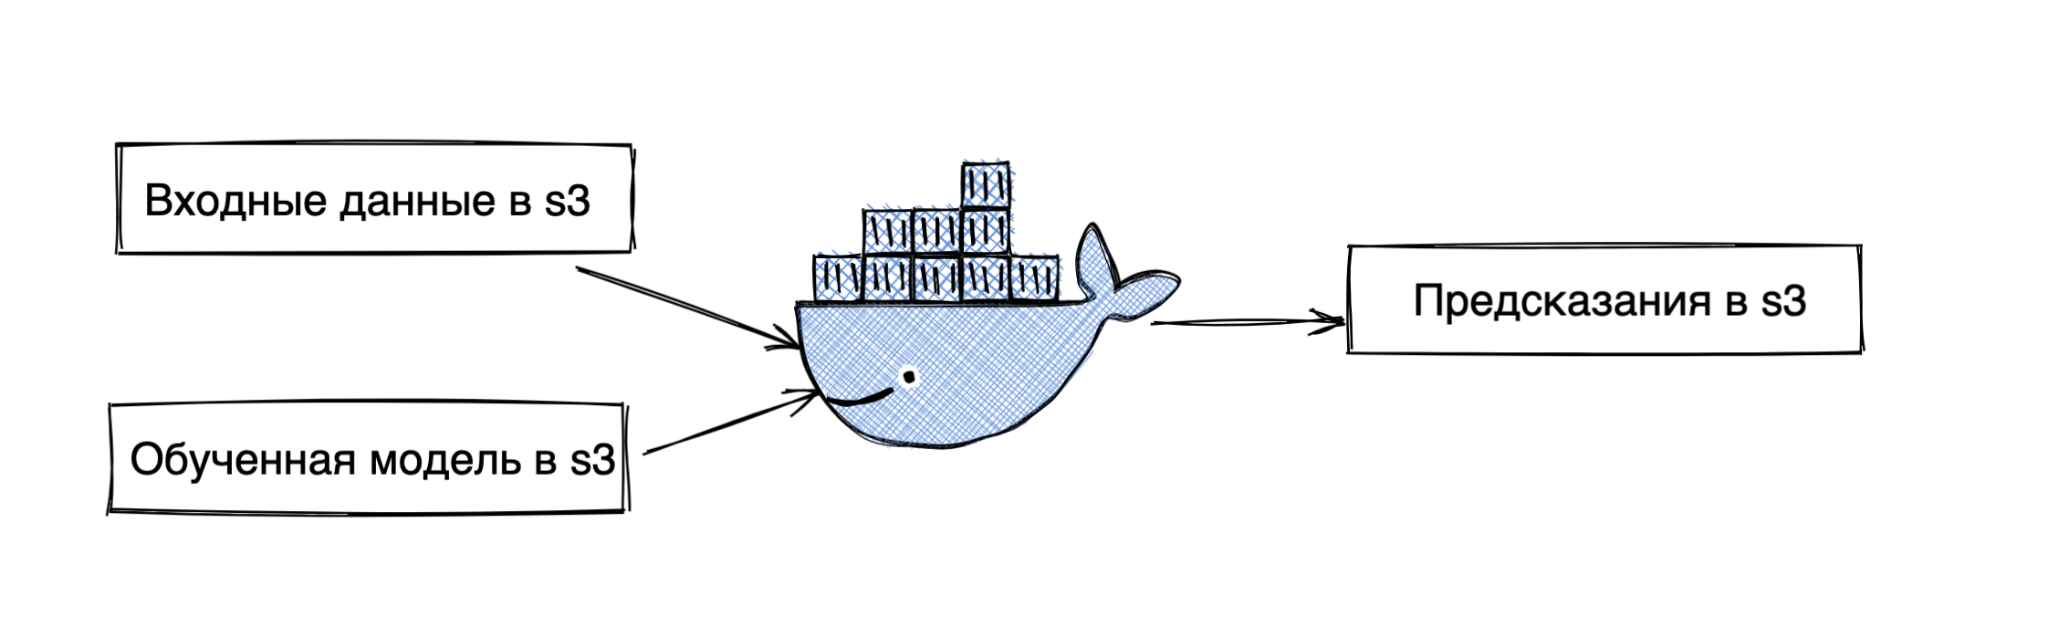 Входные данные в s3
Обученная модель в s3
Предсказания в s3